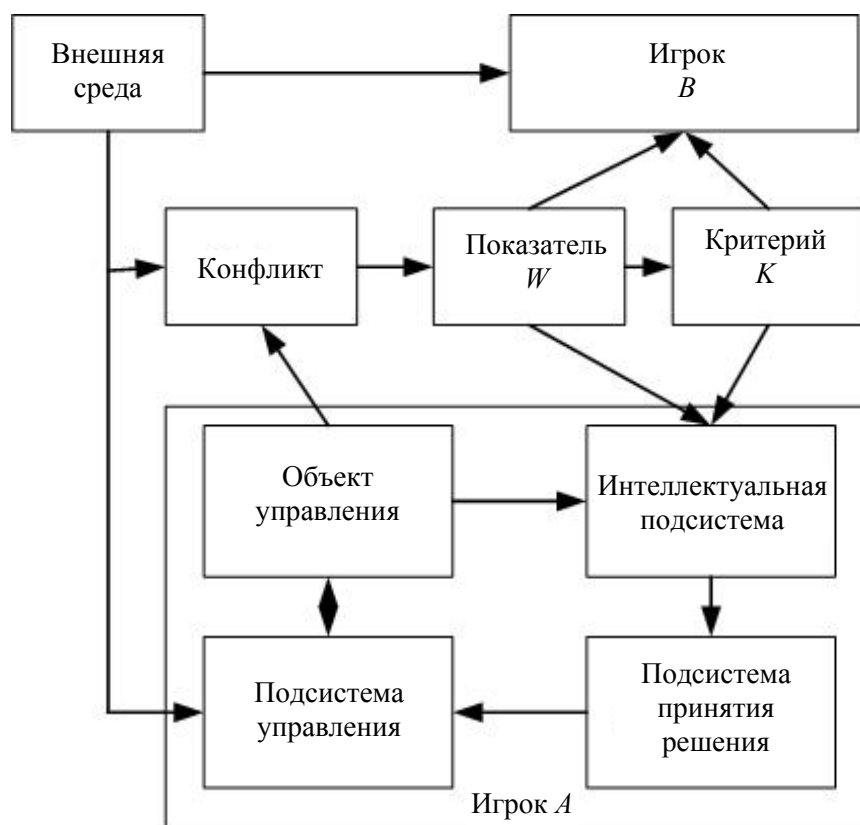 Внешняя
среда
Игрок
B
Конфликт
Показатель
W
Критерий
K
Объект
управления
Интеллектуальная
подсистема
Подсистема
управления
Подсистема
принятия
решения
Игрок A